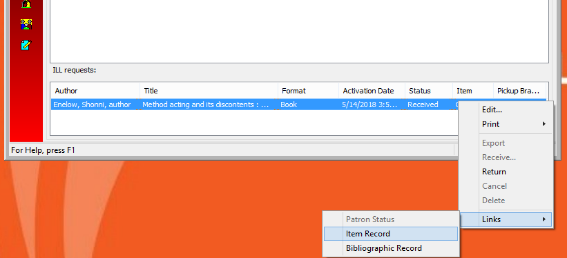 ILL requests:
Author Title Format Activation Date Status Item Pickup Bra...
Enelow, Shonni, author Method acting and its discontents : ... Book 5/14/2018 3:5... Received
Edit...
Print
Export
Receive...
Return
Cancel
Delete
Links
For Help, press F1
Patron Status
Item Record
Bibliographic Record